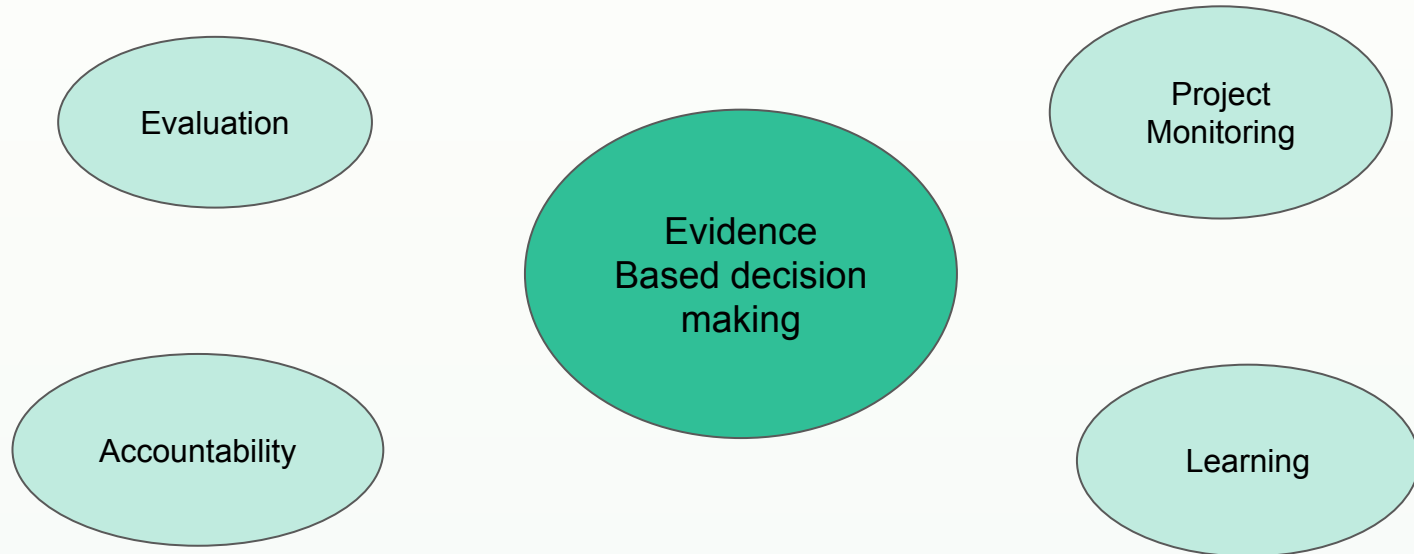 Evaluation
Project
Monitoring
Evidence
Based decision
making
Accountability
Learning